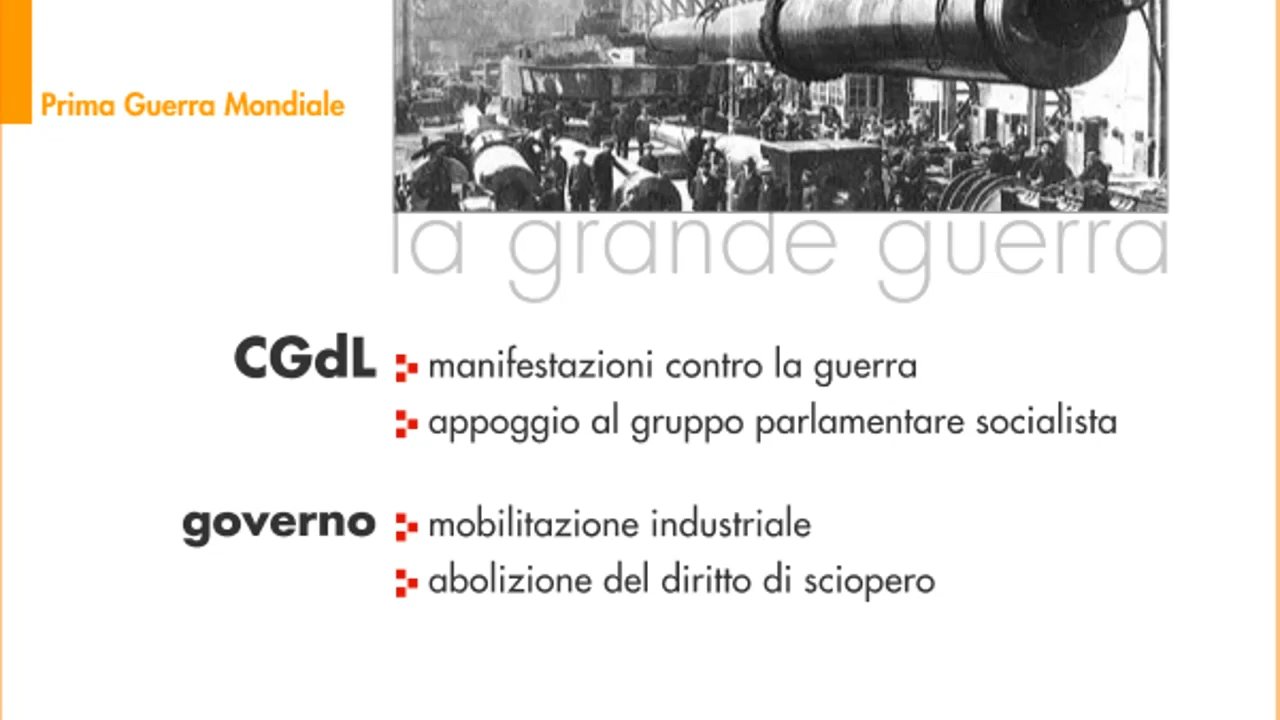 Prima Guerra Mondiale
la grande guerra
CGdL manifestazioni contro la guerra
appoggio al gruppo parlamentare socialista
governo mobilitazione industriale
abolizione del diritto di sciopero